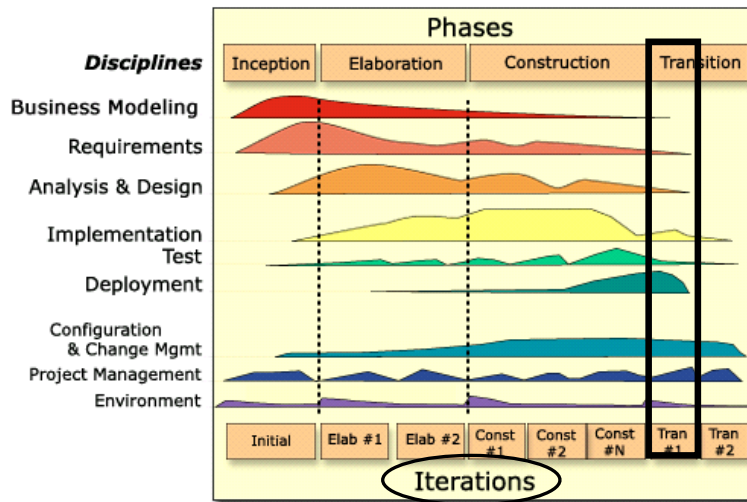 Phases
Disciplines
Inception
Elaboration
Construction
Transition
Business Modeling
Requirements
Analysis & Design
Implementation
Test
Deployment
Configuration
& Change Mgmt
Project Management
Environment
Initial
Elab #1
Elab #2
Const
#1
Const
#2
Const
#N
Tran
#1
Tran
#2
Iterations